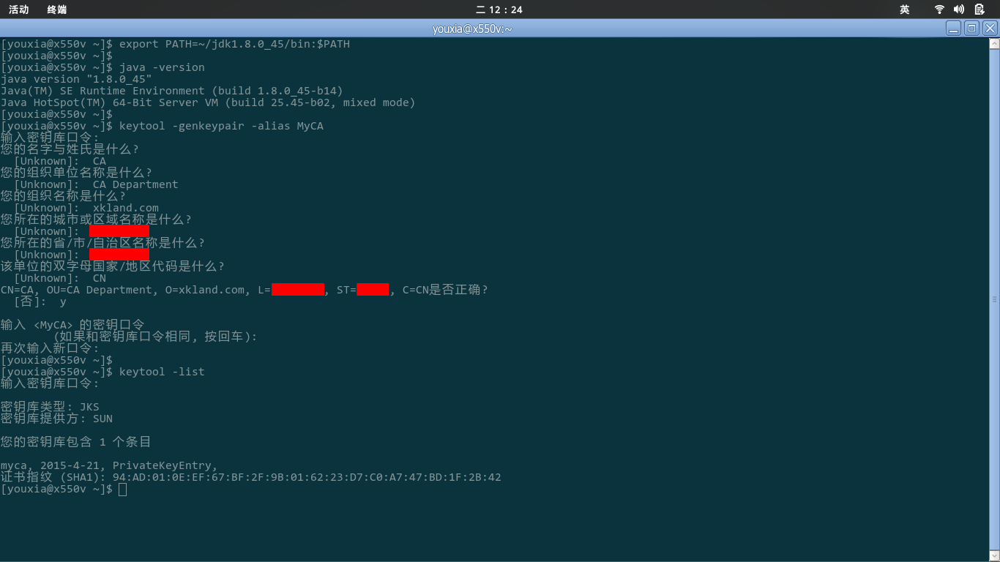 活动 终端 二 12：24 英
youxia@x550v:~
[youxia@x550v ~]$ export PATH=~/jdk1.8.0_45/bin:$PATH
[youxia@x550v ~]$
[youxia@x550v ~]$ java -version
java version "1.8.0_45"
Java(TM) SE Runtime Environment (build 1.8.0_45-b14)
Java HotSpot(TM) 64-Bit Server VM (build 25.45-b02, mixed mode)
[youxia@x550v ~]$
[youxia@x550v ~]$ keytool -genkeypair -alias MyCA
输入密钥库口令:
您的名字与姓氏是什么?
  [Unknown]:  CA
您的组织单位名称是什么?
  [Unknown]:  CA Department
您的组织名称是什么?
  [Unknown]:  xkland.com
您所在的城市或区域名称是什么?
  [Unknown]:
您所在的省/市/自治区名称是什么?
  [Unknown]:
该单位的双字母国家/地区代码是什么?
  [Unknown]:  CN
CN=CA, OU=CA Department, O=xkland.com, L=, ST=, C=CN是否正确?
  [否]:  y
输入 <MyCA> 的密钥口令
        (如果和密钥库口令相同, 按回车):
再次输入新口令:
[youxia@x550v ~]$
[youxia@x550v ~]$ keytool -list
输入密钥库口令:
密钥库类型: JKS
密钥库提供方: SUN
您的密钥库包含 1 个条目
myca, 2015-4-21, PrivateKeyEntry,
证书指纹 (SHA1): 94:AD:01:0E:EF:67:BF:2F:9B:01:62:23:D7:C0:A7:47:BD:1F:2B:42
[youxia@x550v ~]$